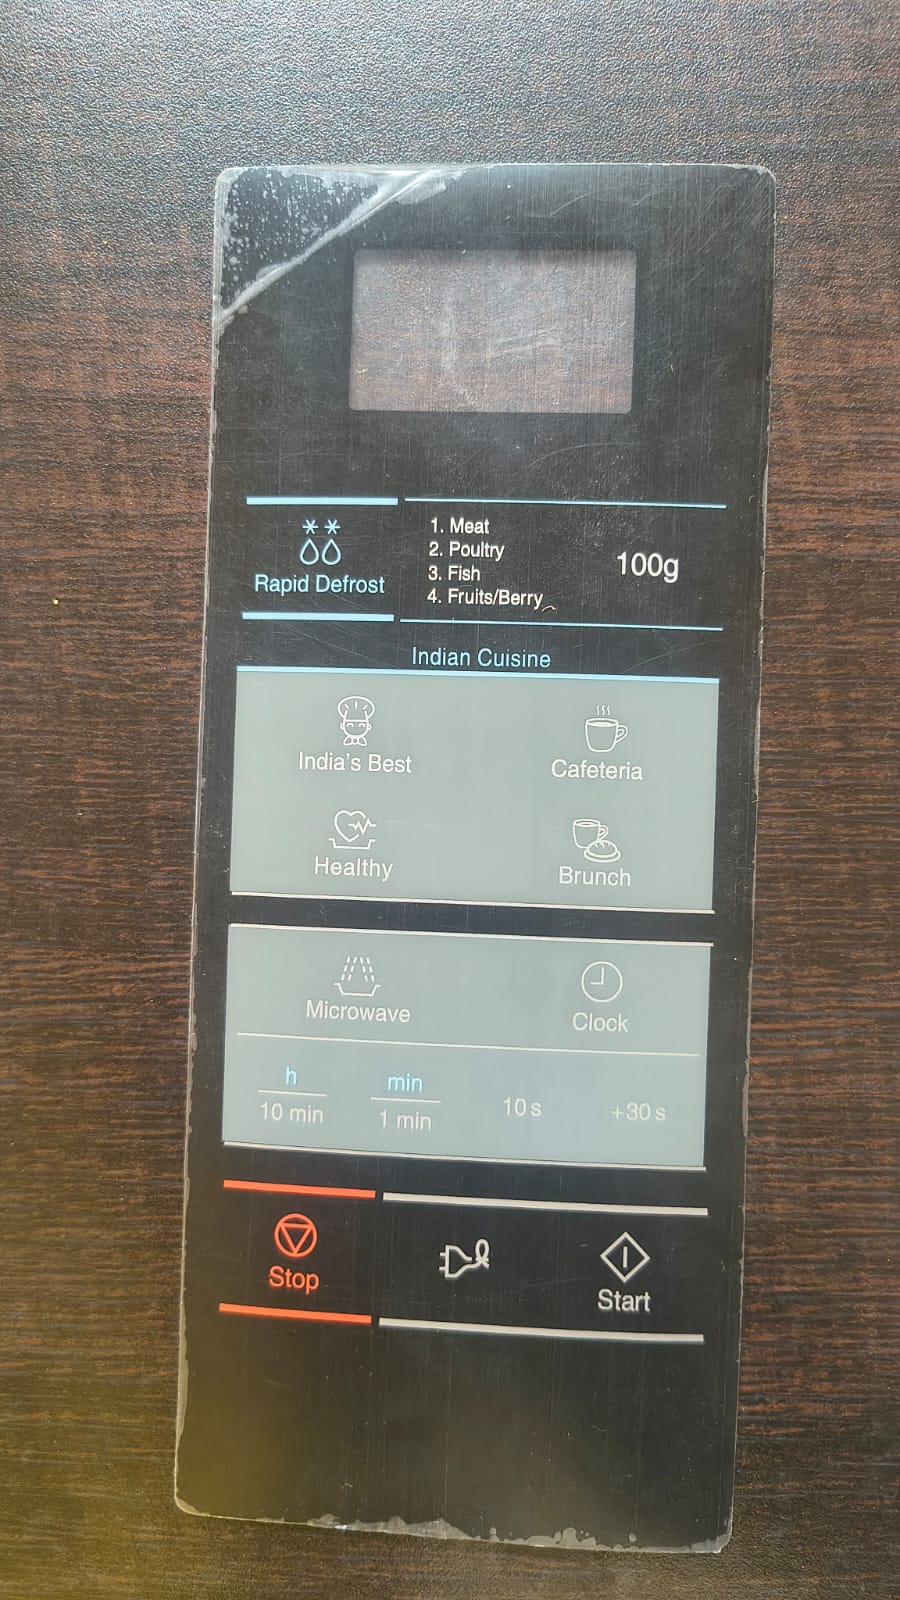 1. Meat
2. Poultry
3. Fish
4. Fruits/Berry
100g
Rapid Defrost
Indian Cuisine
India's Best
Cafeteria
Healthy
Brunch
Microwave
Clock
h
min
10 min
1 min
10 s
+30 s
Stop
Start